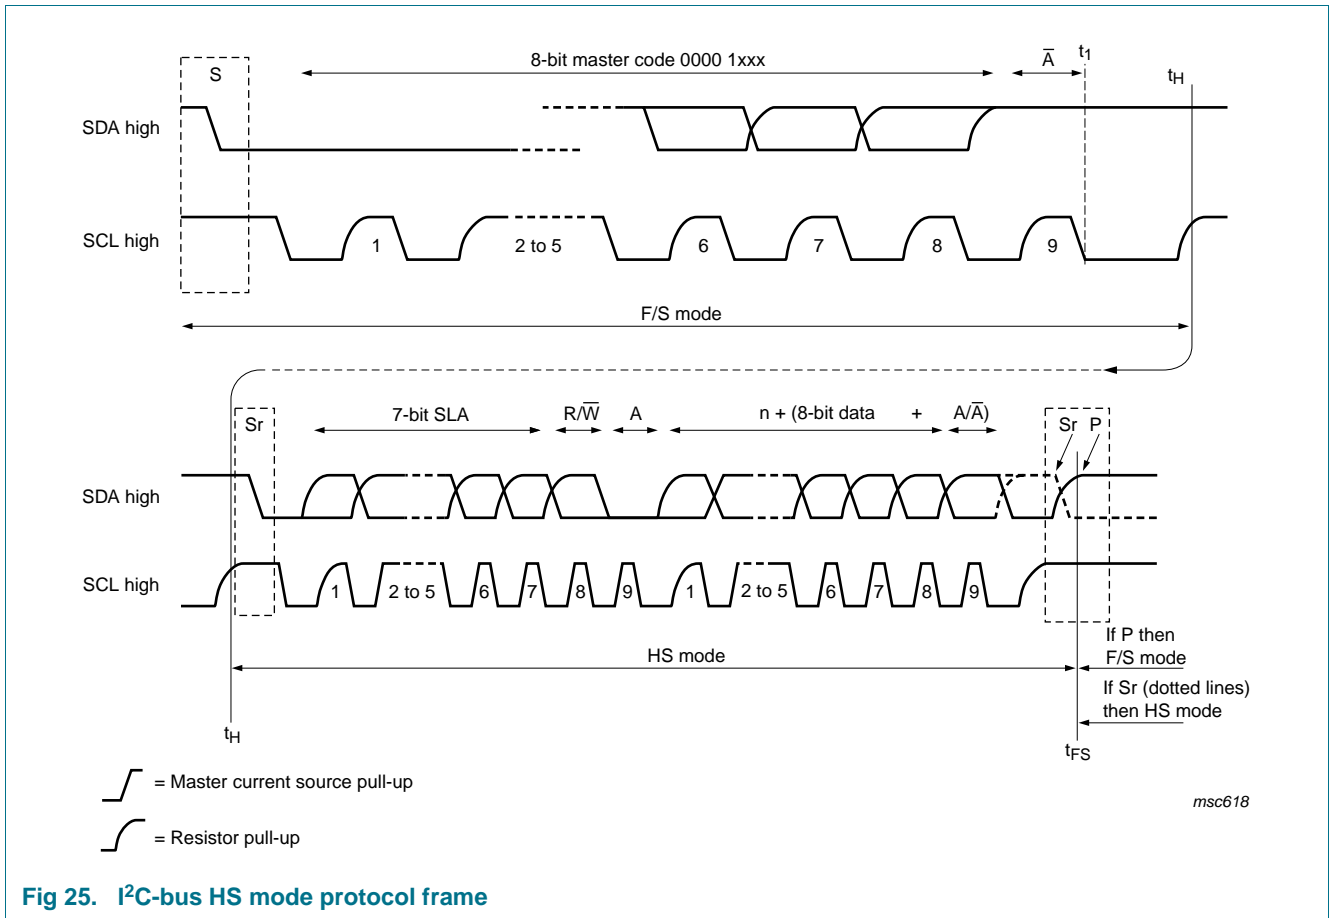 8-bit master code 0000 1xxx
A̅
t1
tH
S
SDA high
SCL high
1
2 to 5
6
7
8
9
F/S mode
Sr
7-bit SLA
R/W̅
A
n + (8-bit data
+
A/A̅)
Sr
P
SDA high
SCL high
1
2 to 5
6
7
8
9
1
2 to 5
6
7
8
9
If P then
F/S mode
HS mode
If Sr (dotted lines)
then HS mode
tH
tFS
= Master current source pull-up
msc618
= Resistor pull-up
Fig 25. I²C-bus HS mode protocol frame